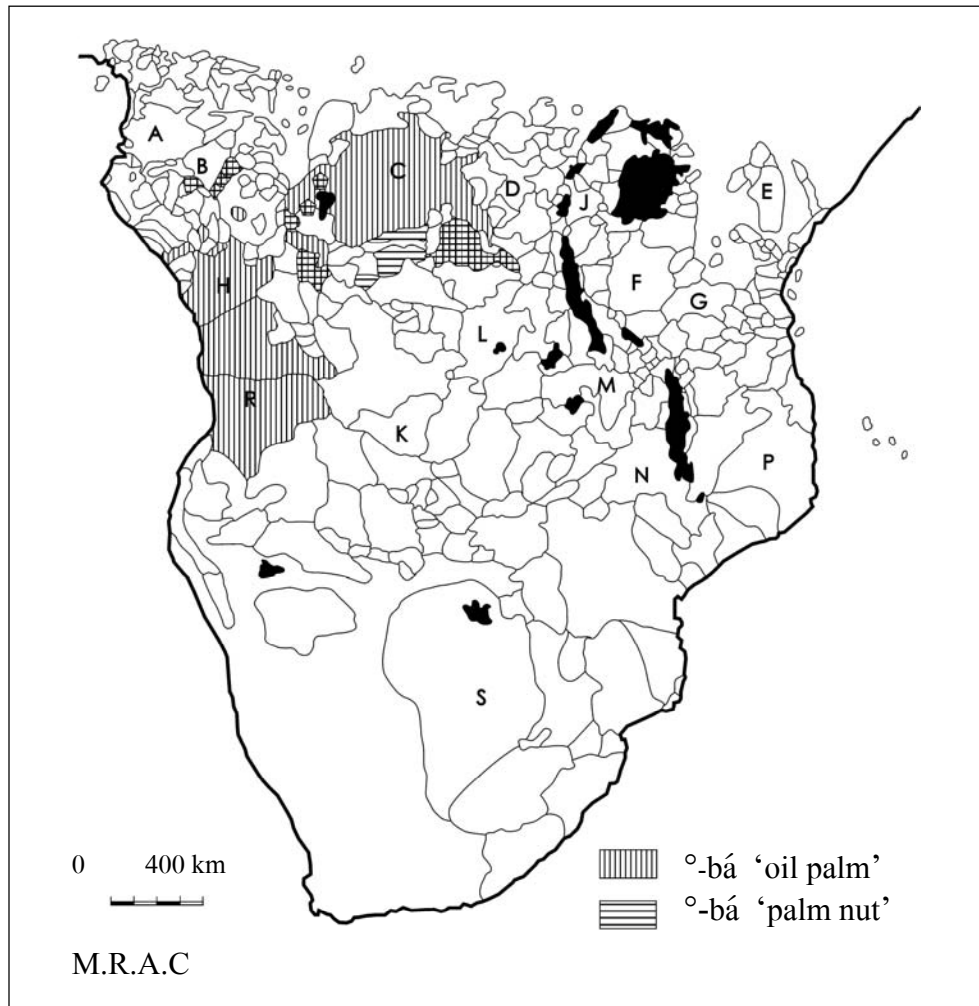 A
B
C
D
E
J
H
F
G
L
M
R
K
N
P
S
0 400 km
°-bá ‘oil palm’
°-bá ‘palm nut’
M.R.A.C